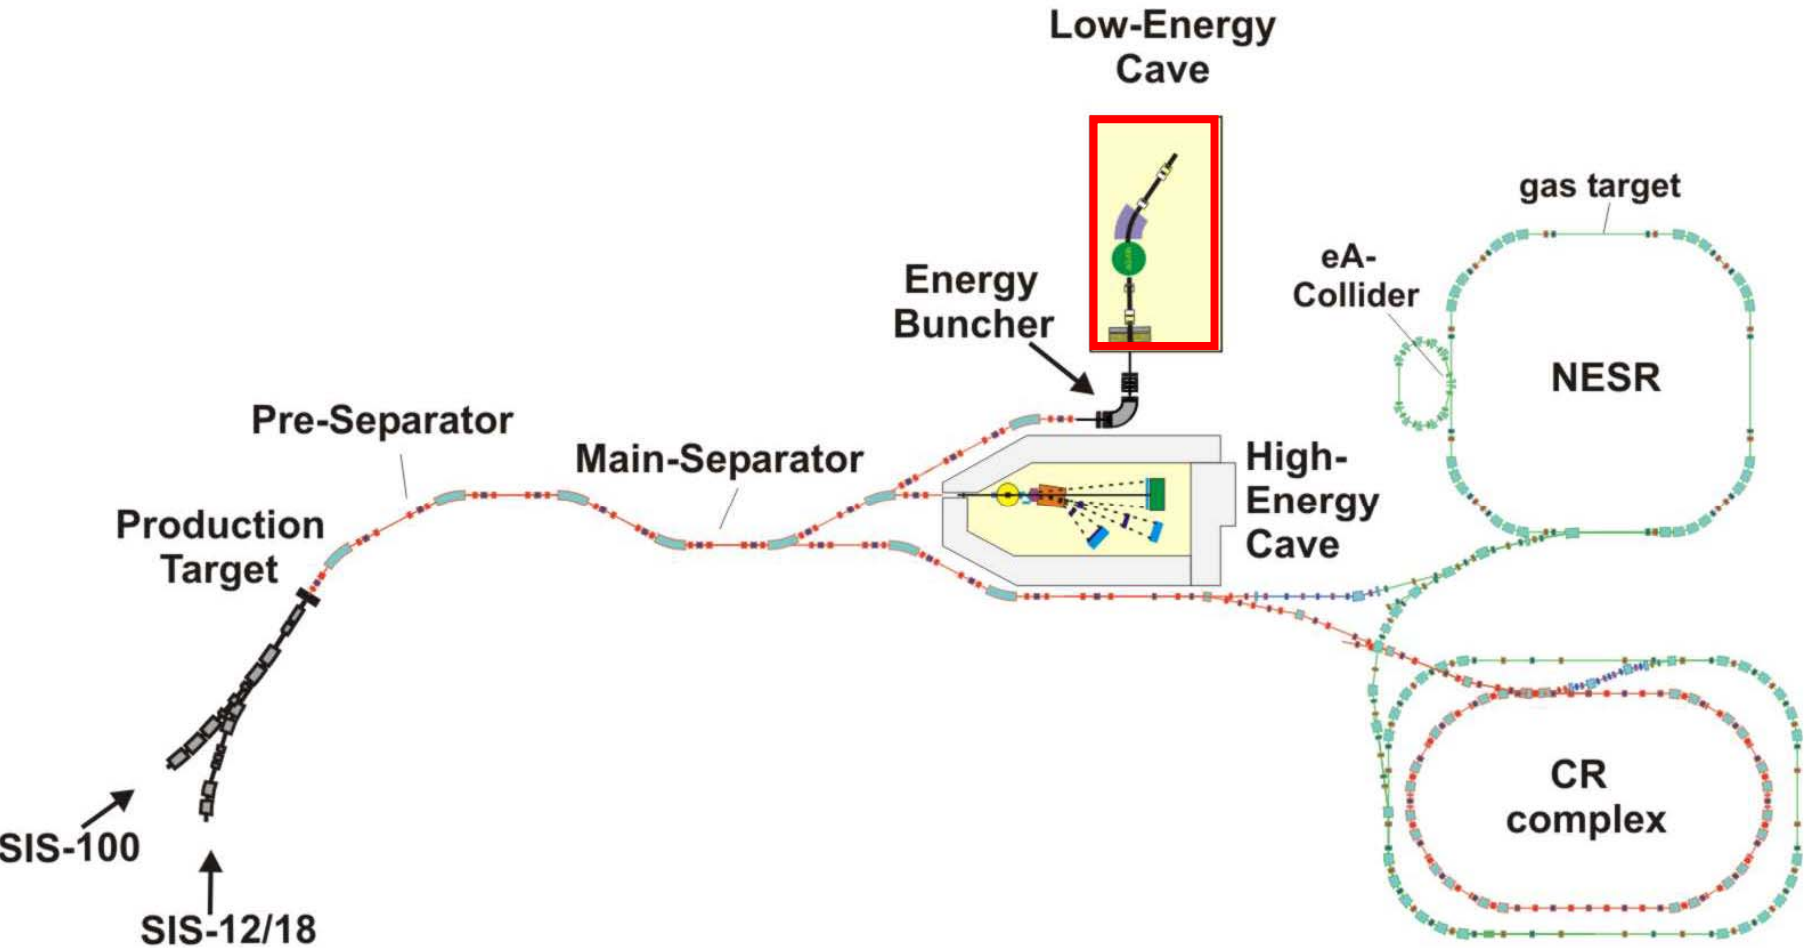 Low-Energy
Cave
gas target
eA-
Collider
Energy
Buncher
NESR
Pre-Separator
Main-Separator
High-
Energy
Cave
Production
Target
CR
complex
SIS-100
SIS-12/18